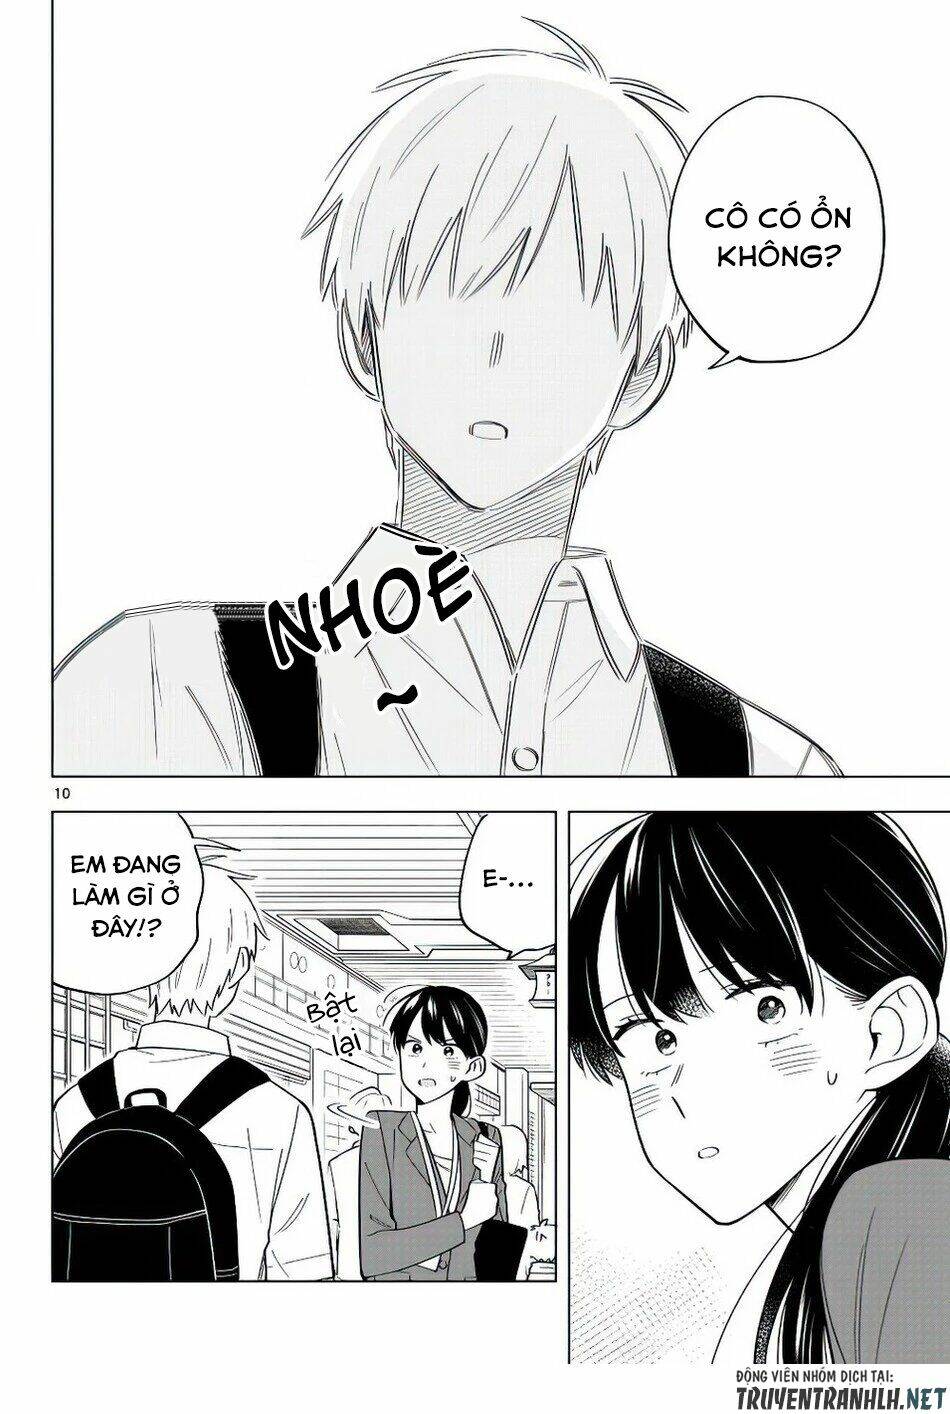 CÔ CÓ ỔN
KHÔNG?
NHOÈ
~
10
E-...
EM ĐANG
LÀM GÌ Ở
ĐÂY!?
Bật
lại
ĐỘNG VIÊN NHÓM DỊCH TẠI:
TRUYENTRANHLH.NET